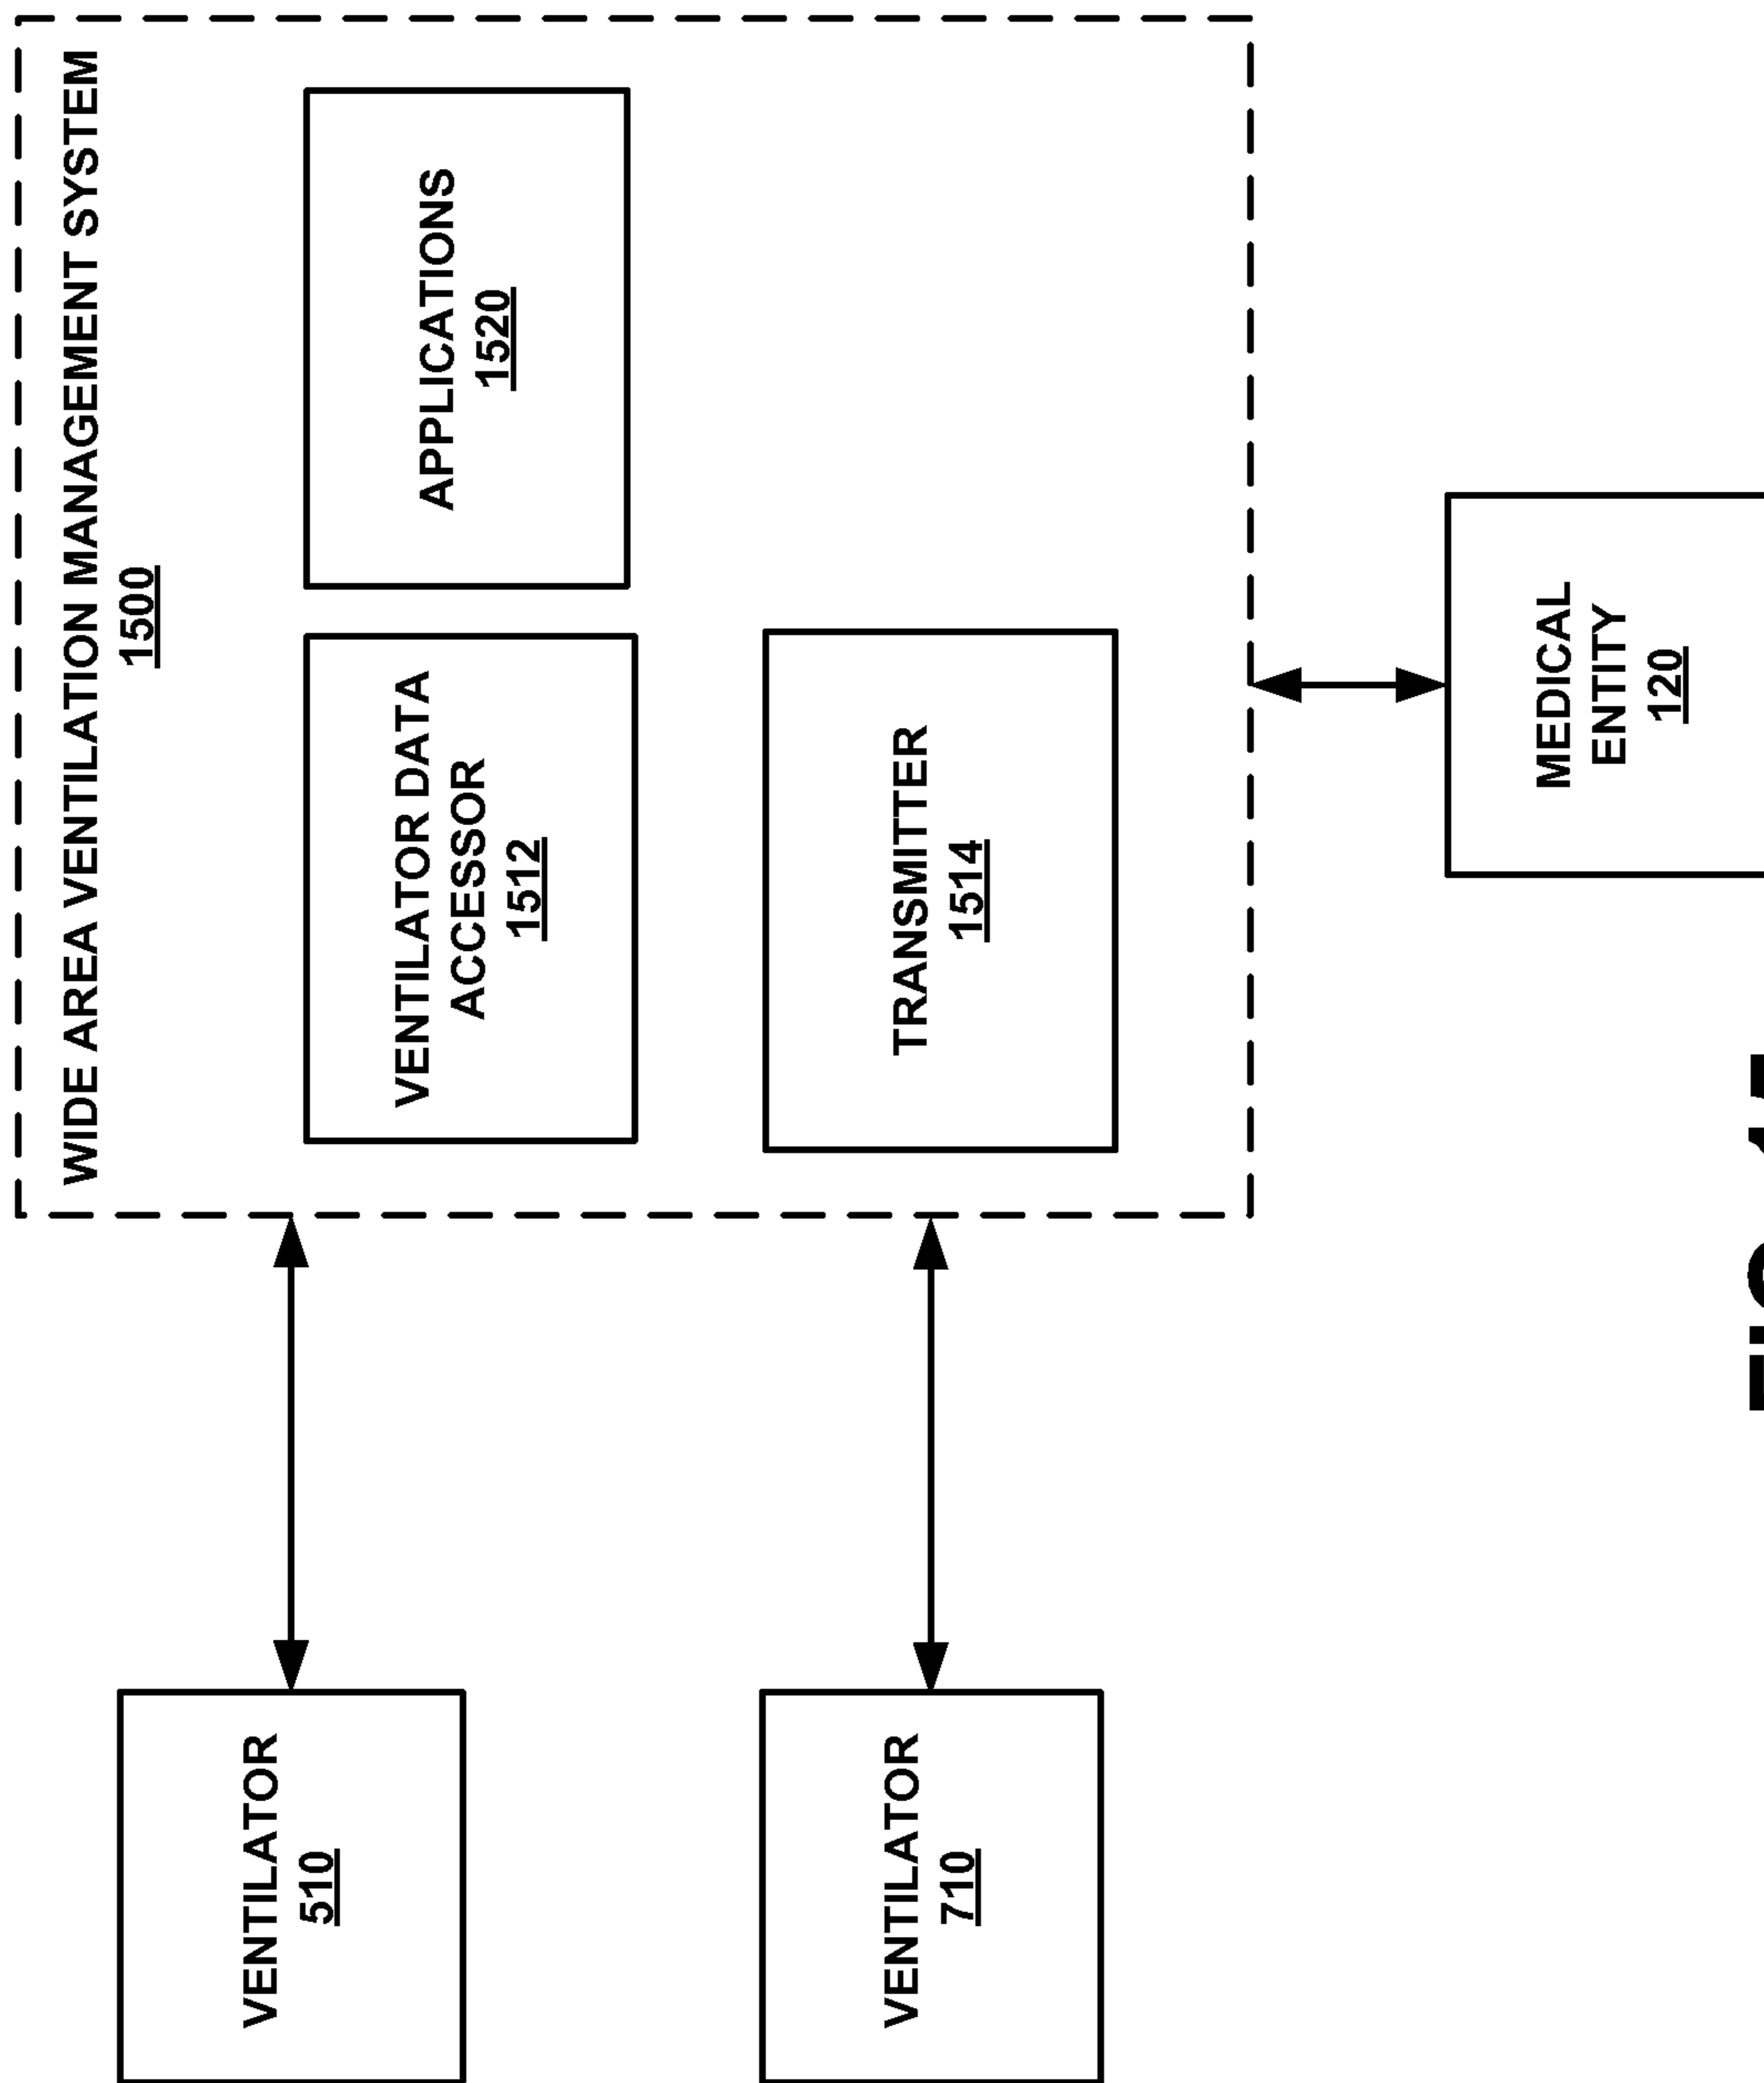 WIDE AREA VENTILATION MANAGEMENT SYSTEM
1500
VENTILATOR
510
VENTILATOR DATA
ACCESSOR
1512
APPLICATIONS
1520
VENTILATOR
710
TRANSMITTER
1514
MEDICAL
ENTITY
120